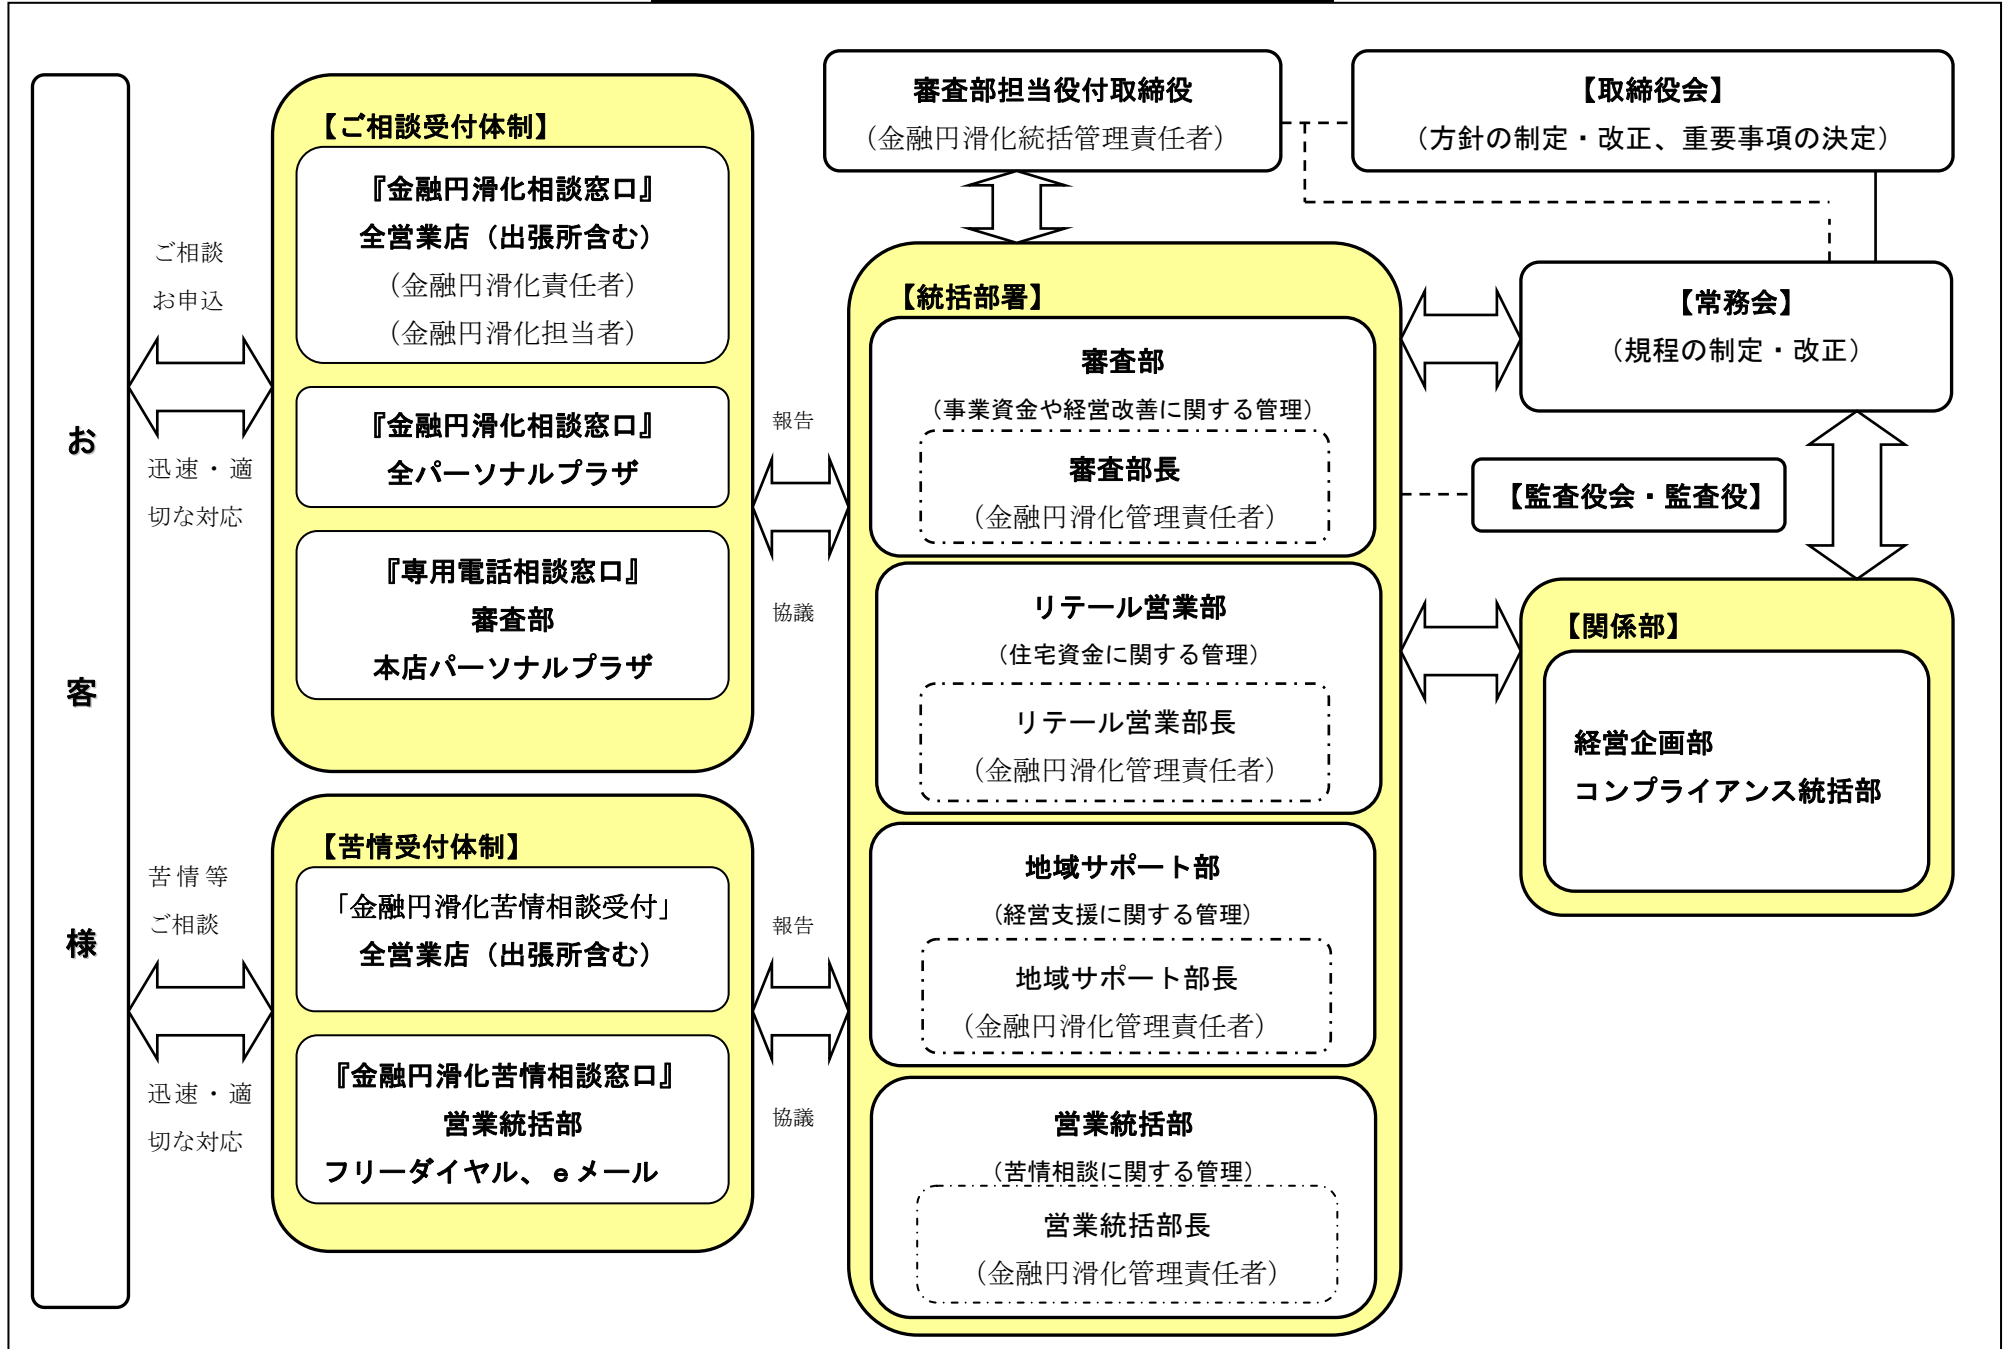 お
客
様
ご相談
お申込
迅速・適
切な対応
苦情等
ご相談
迅速・適
切な対応
【ご相談受付体制】
『金融円滑化相談窓口』
全営業店（出張所含む）
（金融円滑化責任者）
（金融円滑化担当者）
『金融円滑化相談窓口』
全パーソナルプラザ
『専用電話相談窓口』
審査部
本店パーソナルプラザ
【苦情受付体制】
「金融円滑化苦情相談受付」
全営業店（出張所含む）
『金融円滑化苦情相談窓口』
営業統括部
フリーダイヤル、ｅメール
報告
協議
報告
協議
審査部担当役付取締役
（金融円滑化統括管理責任者）
【統括部署】
審査部
（事業資金や経営改善に関する管理）
審査部長
（金融円滑化管理責任者）
リテール営業部
（住宅資金に関する管理）
リテール営業部長
（金融円滑化管理責任者）
地域サポート部
（経営支援に関する管理）
地域サポート部長
（金融円滑化管理責任者）
営業統括部
（苦情相談に関する管理）
営業統括部長
（金融円滑化管理責任者）
【取締役会】
（方針の制定・改正、重要事項の決定）
【常務会】
（規程の制定・改正）
【監査役会・監査役】
【関係部】
経営企画部
コンプライアンス統括部